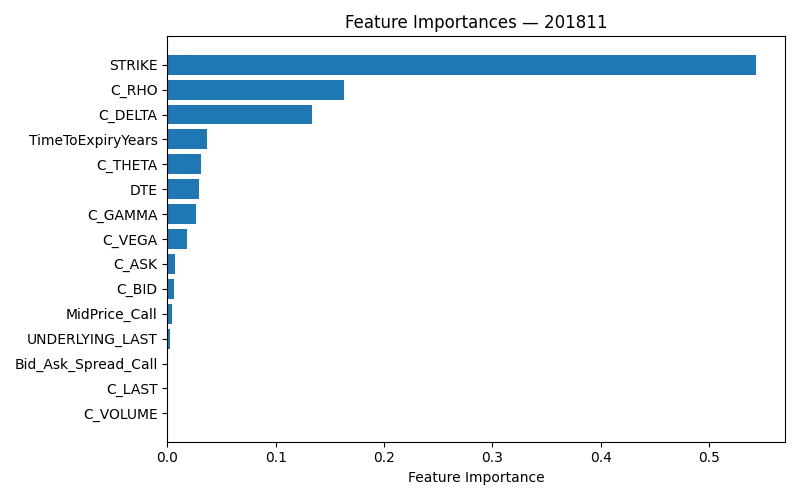 Feature Importances — 201811
STRIKE
C_RHO
C_DELTA
TimeToExpiryYears
C_THETA
DTE
C_GAMMA
C_VEGA
C_ASK
C_BID
MidPrice_Call
UNDERLYING_LAST
Bid_Ask_Spread_Call
C_LAST
C_VOLUME
0.0 0.1 0.2 0.3 0.4 0.5
Feature Importance